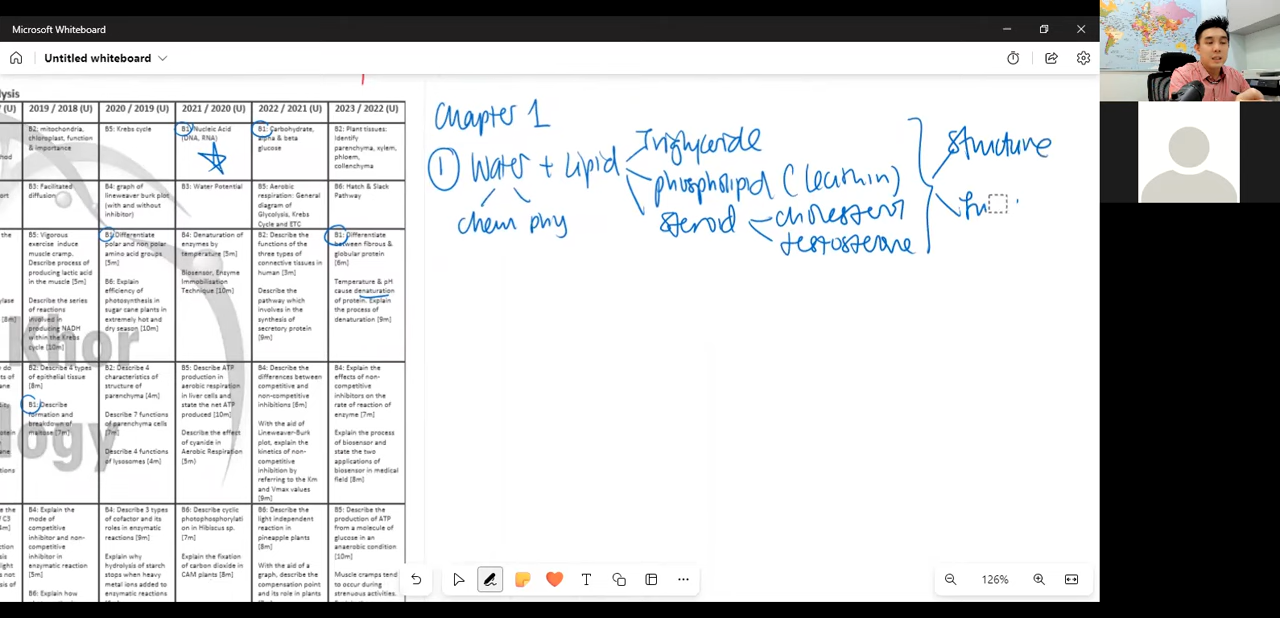 Microsoft Whiteboard
Untitled whiteboard
lysis
/ (U)
2019 / 2018 (U)
2020 / 2019 (U)
2021 / 2020 (U)
2022 / 2021 (U)
2023 / 2022 (U)
B2: mitochondria,
chloroplast, function
& importance
B5: Krebs cycle
B1: Nucleic Acid
(DNA, RNA)
B1: Carbohydrate,
alpha & beta
glucose
B2: Plant tissues:
Identify
parenchyma, xylem,
phloem,
collenchyma
hod
B3: Facilitated
diffusion
B4: graph of
lineweaver burk plot
(with and without
inhibitor)
B3: Water Potential
B5: Aerobic
respiration: General
diagram of
Glycolysis, Krebs
Cycle and ETC
B6: Hatch & Slack
Pathway
ort
the
B5: Vigorous
exercise induce
muscle cramp.
Describe process of
producing lactic acid
in the muscle [5m]
Describe the series
of reactions
involved in
producing NADH
within the Krebs
cycle [10m]
Differentiate
polar and non polar
amino acid groups
[5m]
B6: Explain
efficiency of
photosynthesis in
sugar cane plants in
extremely hot and
dry season [10m]
B4: Denaturation of
enzymes by
temperature [5m]
Biosensor, Enzyme
Immobilisation
Technique [10m]
B2: Describe the
functions of the
three types of
connective tissues in
human [3m]
Describe the
pathway which
involves in the
synthesis of
secretory protein
[9m]
B1: Differentiate
between fibrous &
globular protein
[6m]
Temperature & pH
cause denaturation
of protein. Explain
the process of
denaturation [9m]
ylase
[8m]
Khor
B2: Describe 4 types
of epithelial tissue
[8m]
B1: Describe
formation and
breakdown of
maltose [7m]
B2: Describe 4
characteristics of
structure of
parenchyma [4m]
Describe 7 functions
of parenchyma cells
[7m]
Describe 4 functions
of lysosomes [4m]
B5: Describe ATP
production in
aerobic respiration
in liver cells and
state the net ATP
produced [10m]
Describe the effect
of cyanide in
Aerobic Respiration
[5m]
B4: Describe the
differences between
competitive and
non-competitive
inhibitions [6m]
With the aid of
Lineweaver-Burk
plot, explain the
kinetics of non-
competitive
inhibition by
referring to the Km
and Vmax values
[9m]
B4: Explain the
effects of non-
competitive
inhibitors on the
rate of reaction of
enzyme [7m]
Explain the process
of biosensor and
state the two
applications of
biosensor in medical
field [8m]
ology
B4: Explain the
mode of
competitive
inhibitor and non-
competitive
inhibitor in
enzymatic reaction
[5m]
B6: Explain how
B4: Describe 3 types
of cofactor and its
roles in enzymatic
reactions [9m]
Explain why
hydrolysis of starch
stops when heavy
metal ions added to
enzymatic reactions
B6: Describe cyclic
photophosphorylati
on in Hibiscus sp.
[7m]
Explain the fixation
of carbon dioxide in
CAM plants [8m]
B6: Describe the
light independent
reaction in
pineapple plants
[8m]
With the aid of a
graph, describe the
compensation point
and its role in plants
B5: Describe the
production of ATP
from a molecule of
glucose in an
anaerobic condition
[10m]
Muscle cramps tend
to occur during
strenuous activities.
Chapter 1
1 Water + Lipid
chem phy
Triglyceride
phospholipid (lecithin)
steroid
cholesterol
testosterone
structure
fu
126%